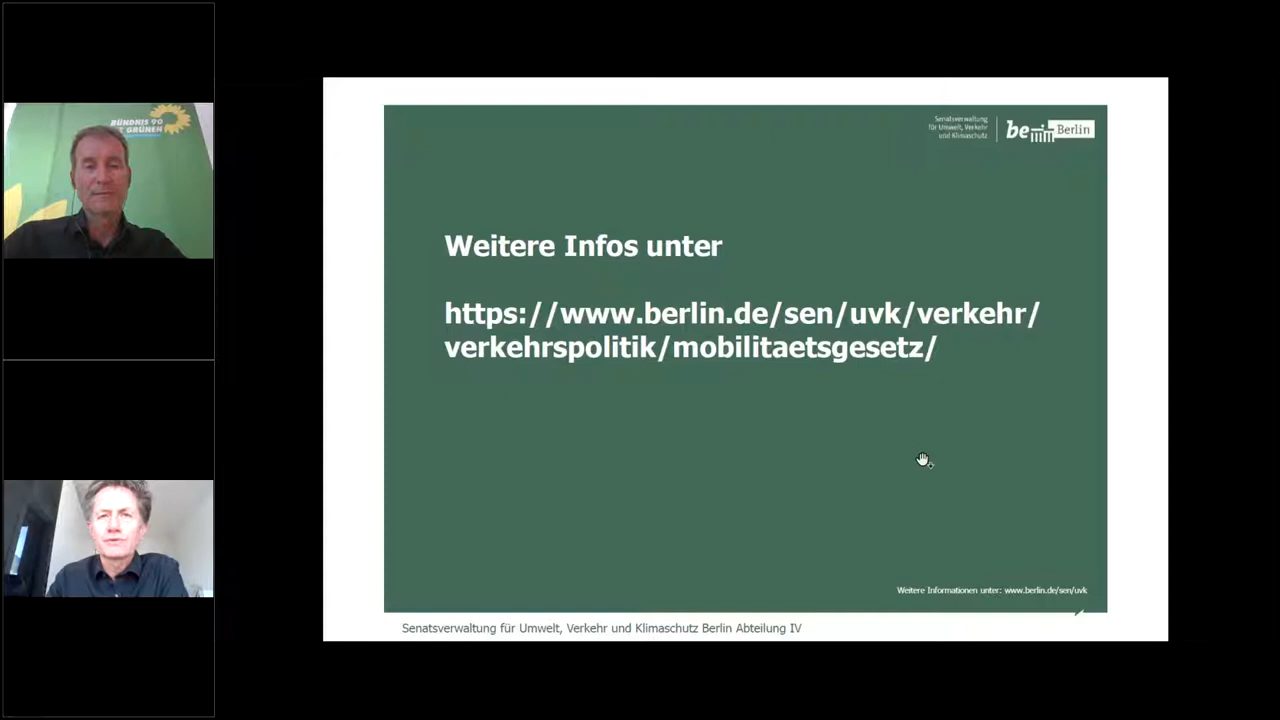 BÜNDNIS 90
GRÜNEN
Senatsverwaltung
für Umwelt, Verkehr
und Klimaschutz
be Berlin
Weitere Infos unter
https://www.berlin.de/sen/uvk/verkehr/
verkehrspolitik/mobilitaetsgesetz/
Weitere Informationen unter: www.berlin.de/sen/uvk
Senatsverwaltung für Umwelt, Verkehr und Klimaschutz Berlin Abteilung IV